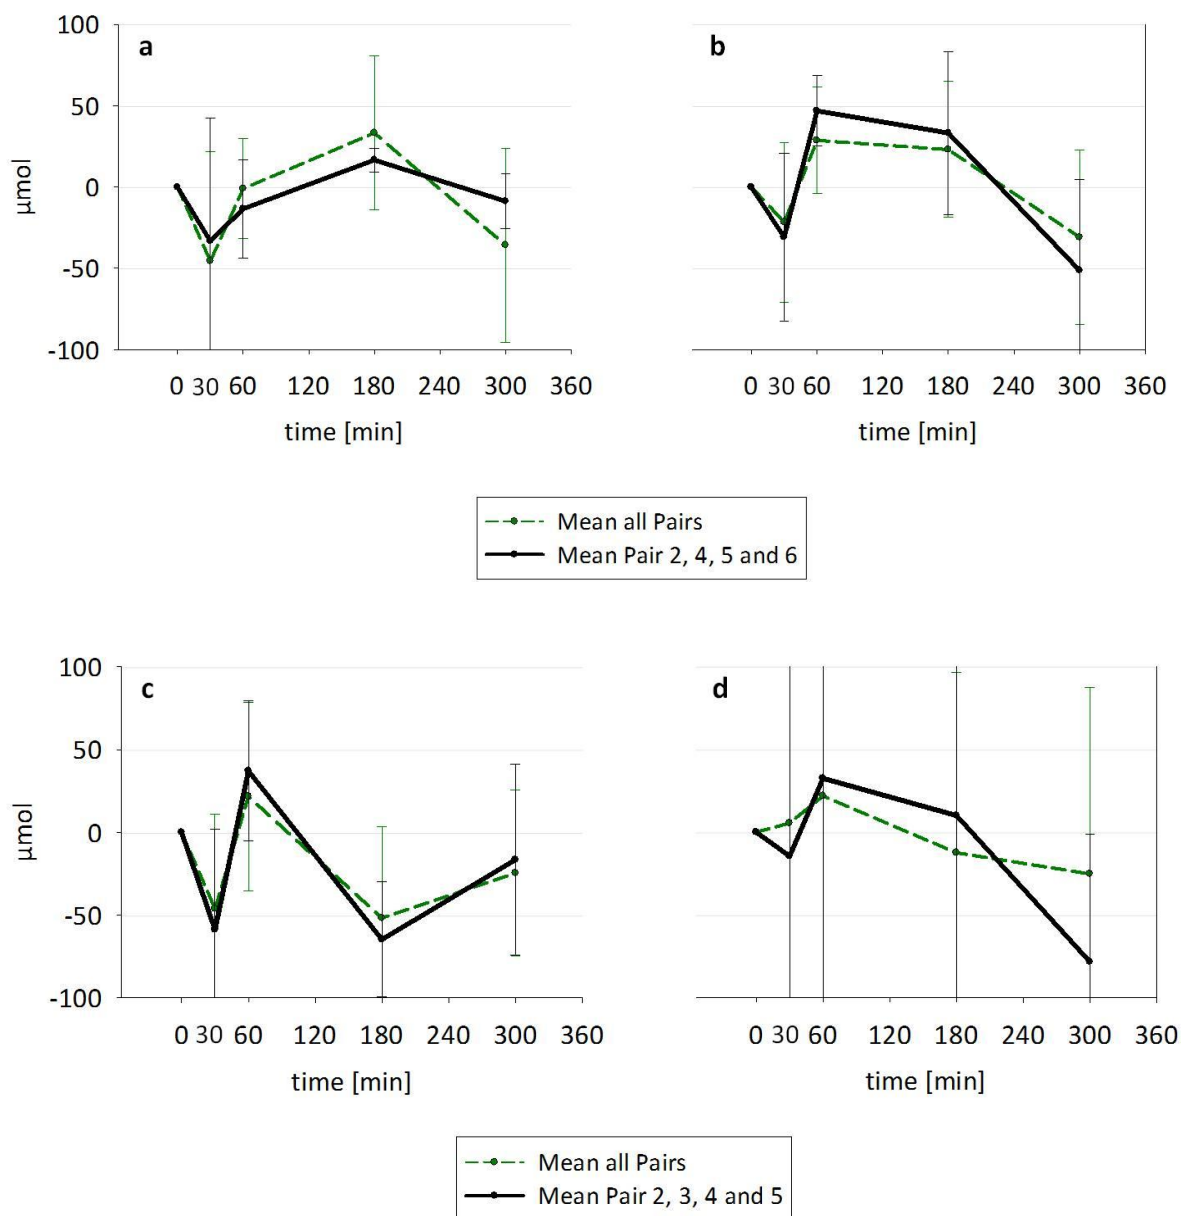 100
50
0
-50
-100
µmol
a
0 30 60 120 180 240 300 360
time [min]
b
0 30 60 120 180 240 300 360
time [min]
Mean all Pairs
Mean Pair 2, 4, 5 and 6
100
50
0
-50
-100
µmol
c
0 30 60 120 180 240 300 360
time [min]
d
0 30 60 120 180 240 300 360
time [min]
Mean all Pairs
Mean Pair 2, 3, 4 and 5